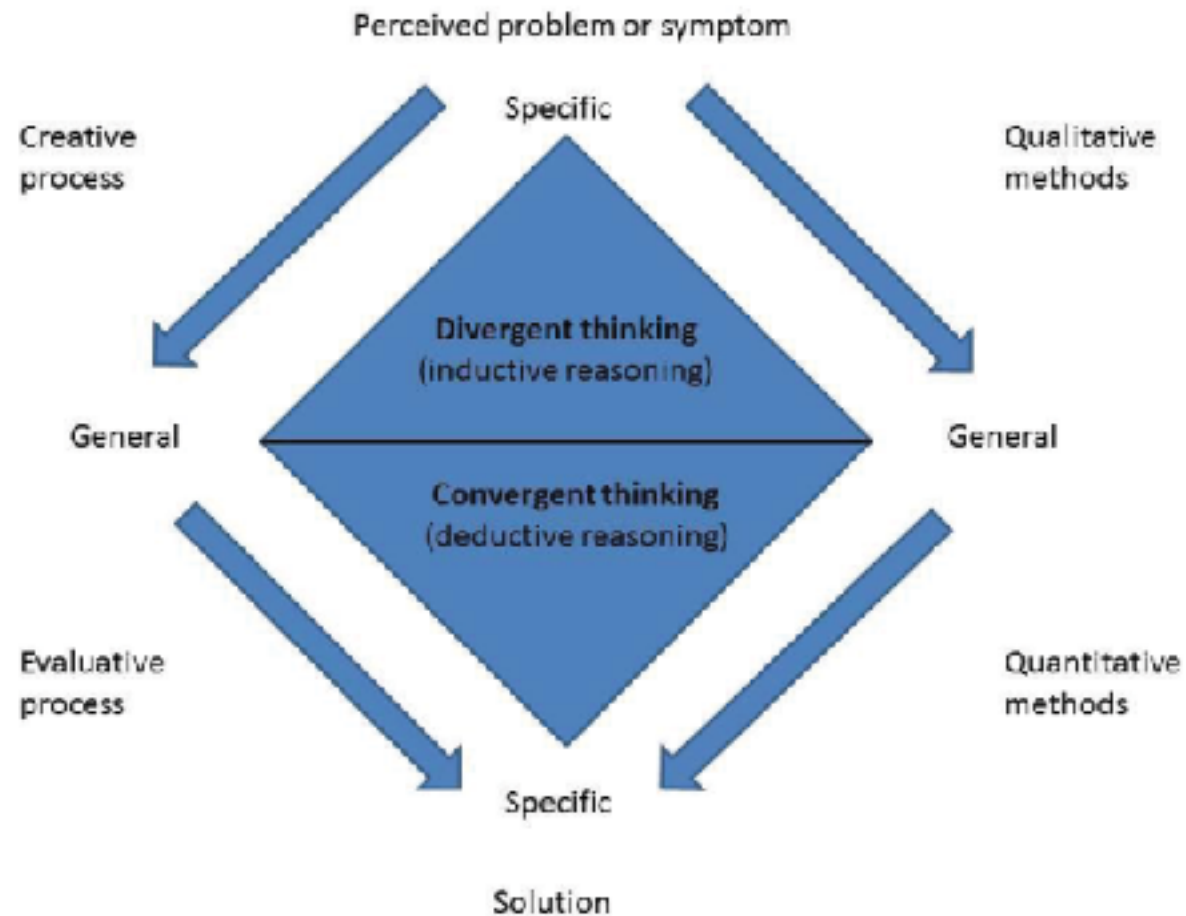 Perceived problem or symptom
Specific
Creative
process
Qualitative
methods
Divergent thinking
(inductive reasoning)
General
General
Convergent thinking
(deductive reasoning)
Evaluative
process
Quantitative
methods
Specific
Solution